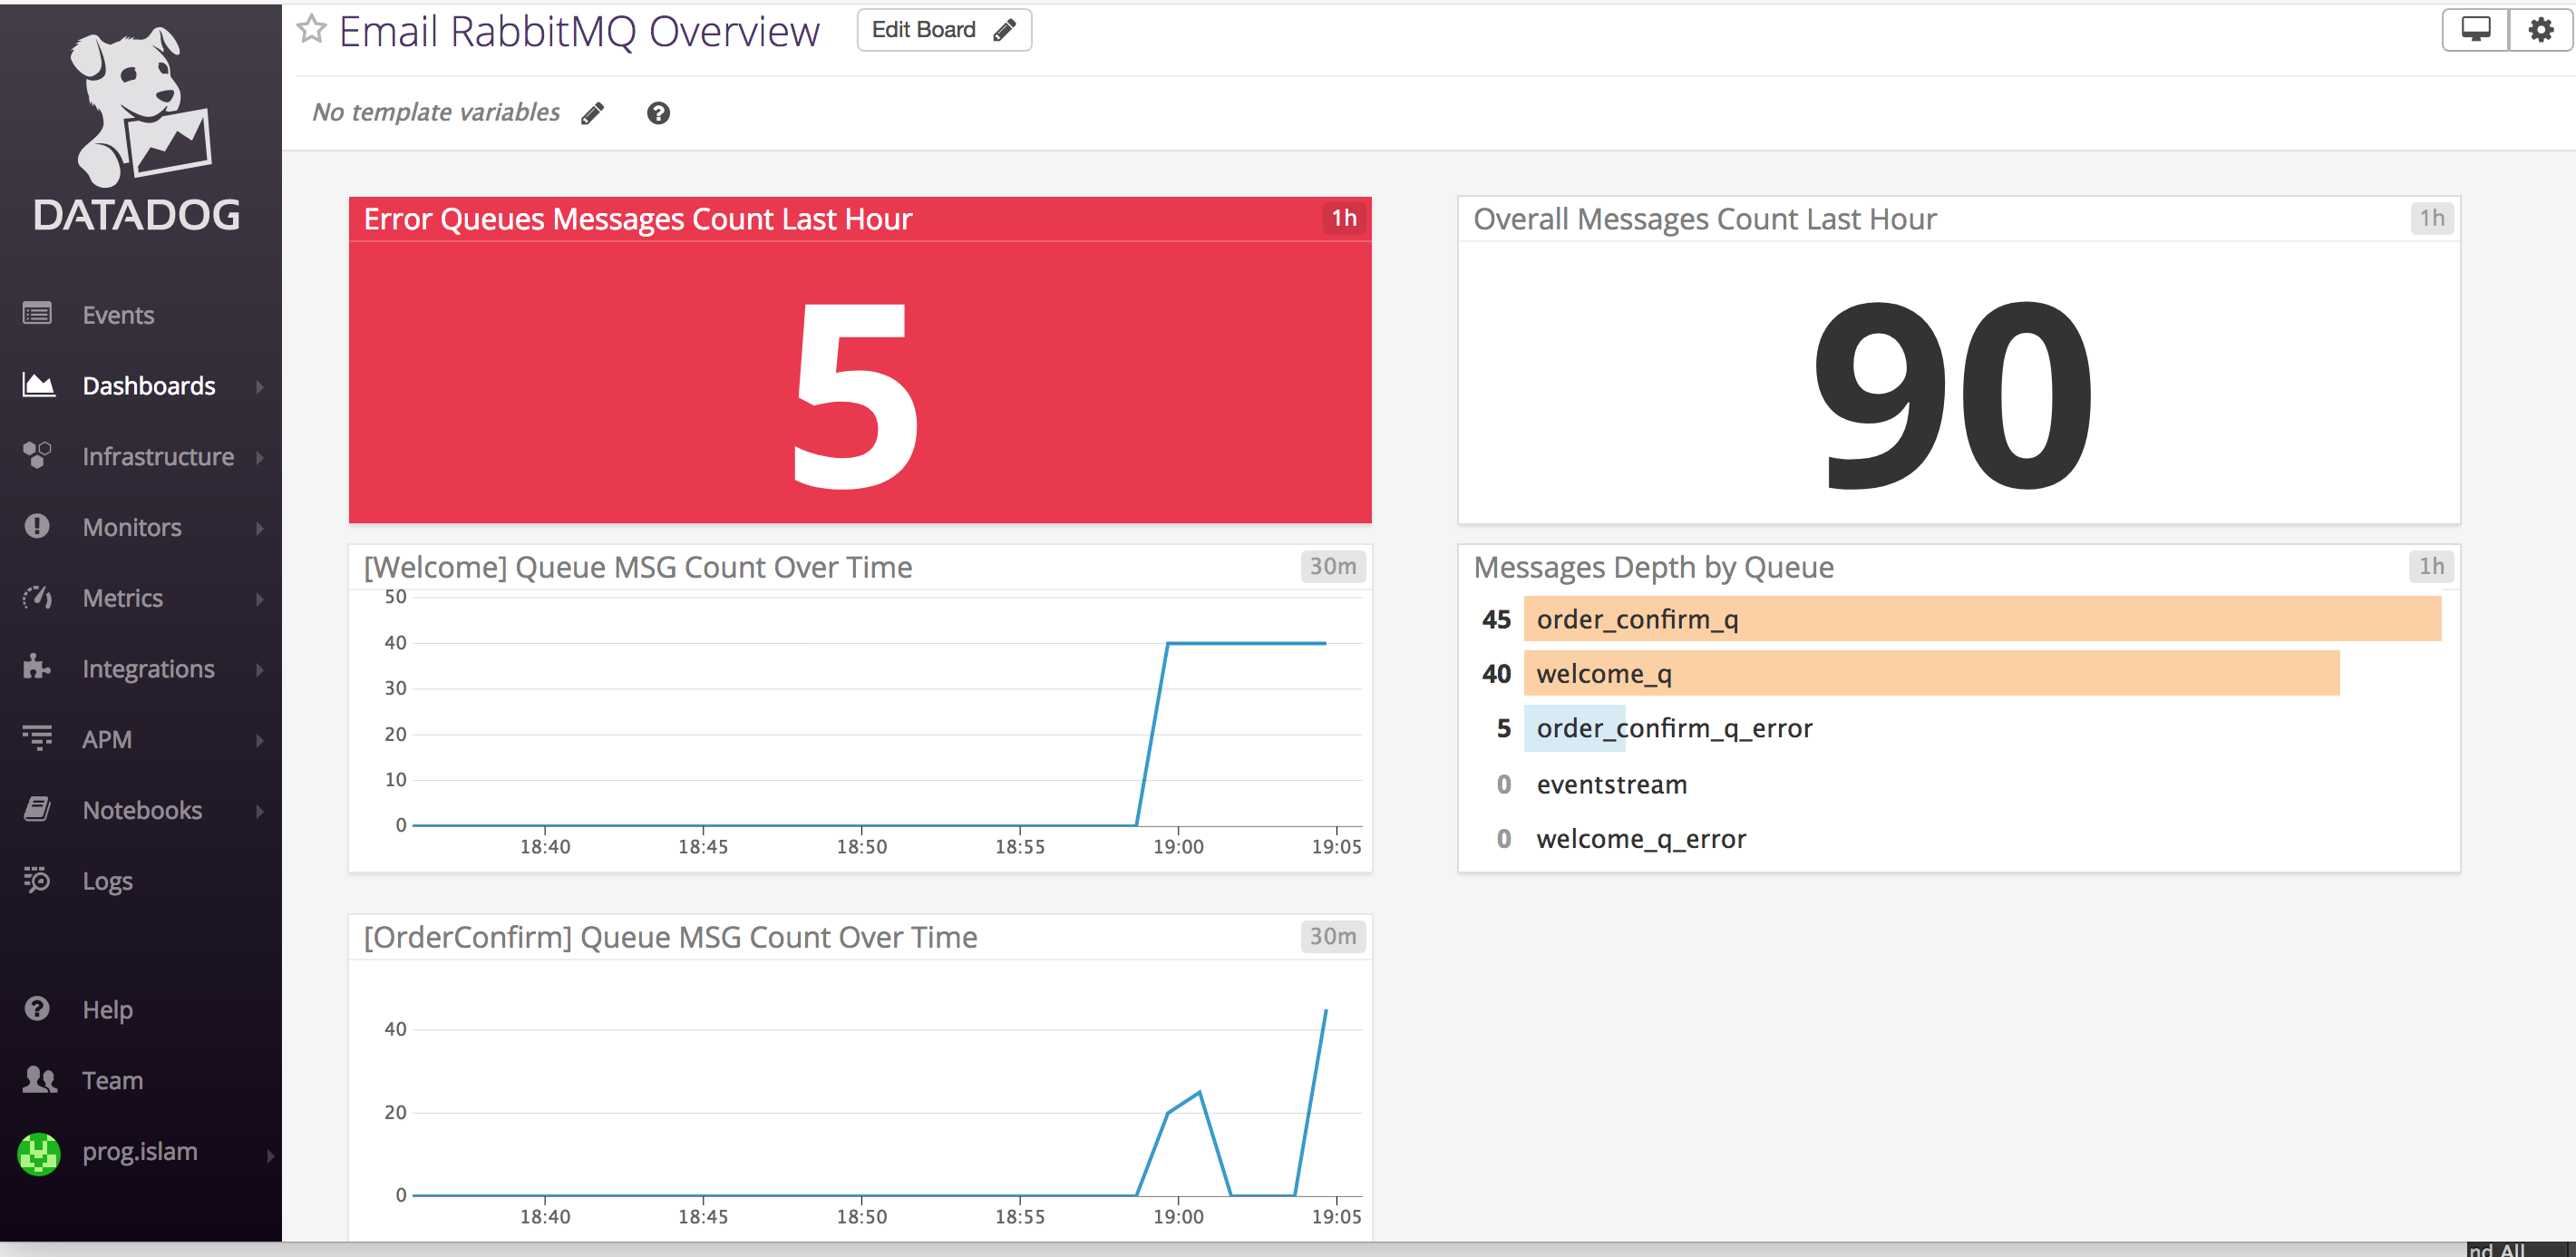 DATADOG
Events
Dashboards
Infrastructure
Monitors
Metrics
Integrations
APM
Notebooks
Logs
Help
Team
prog.islam
Email RabbitMQ Overview
Edit Board
No template variables
Error Queues Messages Count Last Hour 1h
5
Overall Messages Count Last Hour 1h
90
[Welcome] Queue MSG Count Over Time 30m
50
40
30
20
10
0
18:40 18:45 18:50 18:55 19:00 19:05
Messages Depth by Queue 1h
45 order_confirm_q
40 welcome_q
5 order_confirm_q_error
0 eventstream
0 welcome_q_error
[OrderConfirm] Queue MSG Count Over Time 30m
40
20
0
18:40 18:45 18:50 18:55 19:00 19:05
nd All